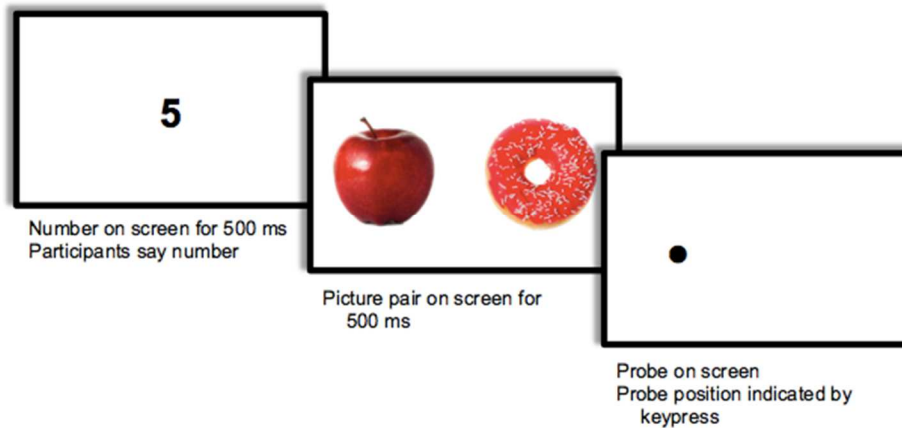 5
Number on screen for 500 ms
Participants say number
Picture pair on screen for
500 ms
Probe on screen
Probe position indicated by
keypress